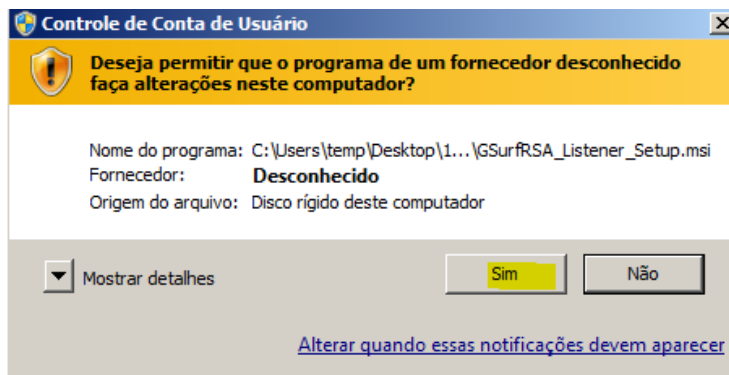 Controle de Conta de Usuário
Deseja permitir que o programa de um fornecedor desconhecido
faça alterações neste computador?
Nome do programa: C:\Users\temp\Desktop\1...\GSurfRSA_Listener_Setup.msi
Fornecedor: Desconhecido
Origem do arquivo: Disco rígido deste computador
Mostrar detalhes Sim Não
Alterar quando essas notificações devem aparecer